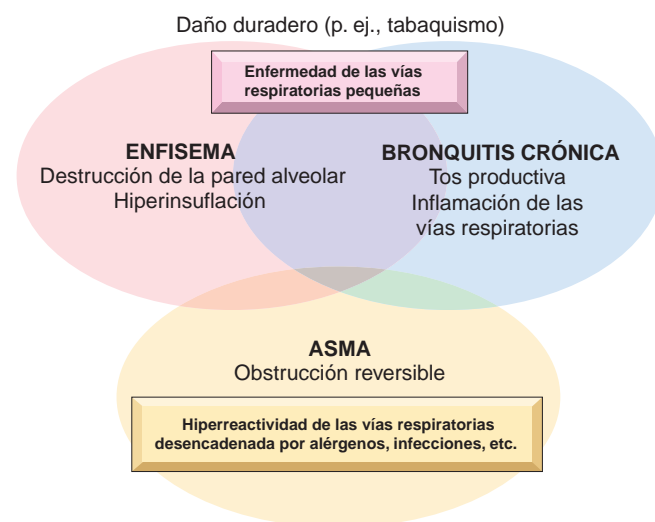 Daño duradero (p. ej., tabaquismo)
Enfermedad de las vías
respiratorias pequeñas
ENFISEMA
Destrucción de la pared alveolar
Hiperinsuflación
BRONQUITIS CRÓNICA
Tos productiva
Inflamación de las
vías respiratorias
ASMA
Obstrucción reversible
Hiperreactividad de las vías respiratorias
desencadenada por alérgenos, infecciones, etc.